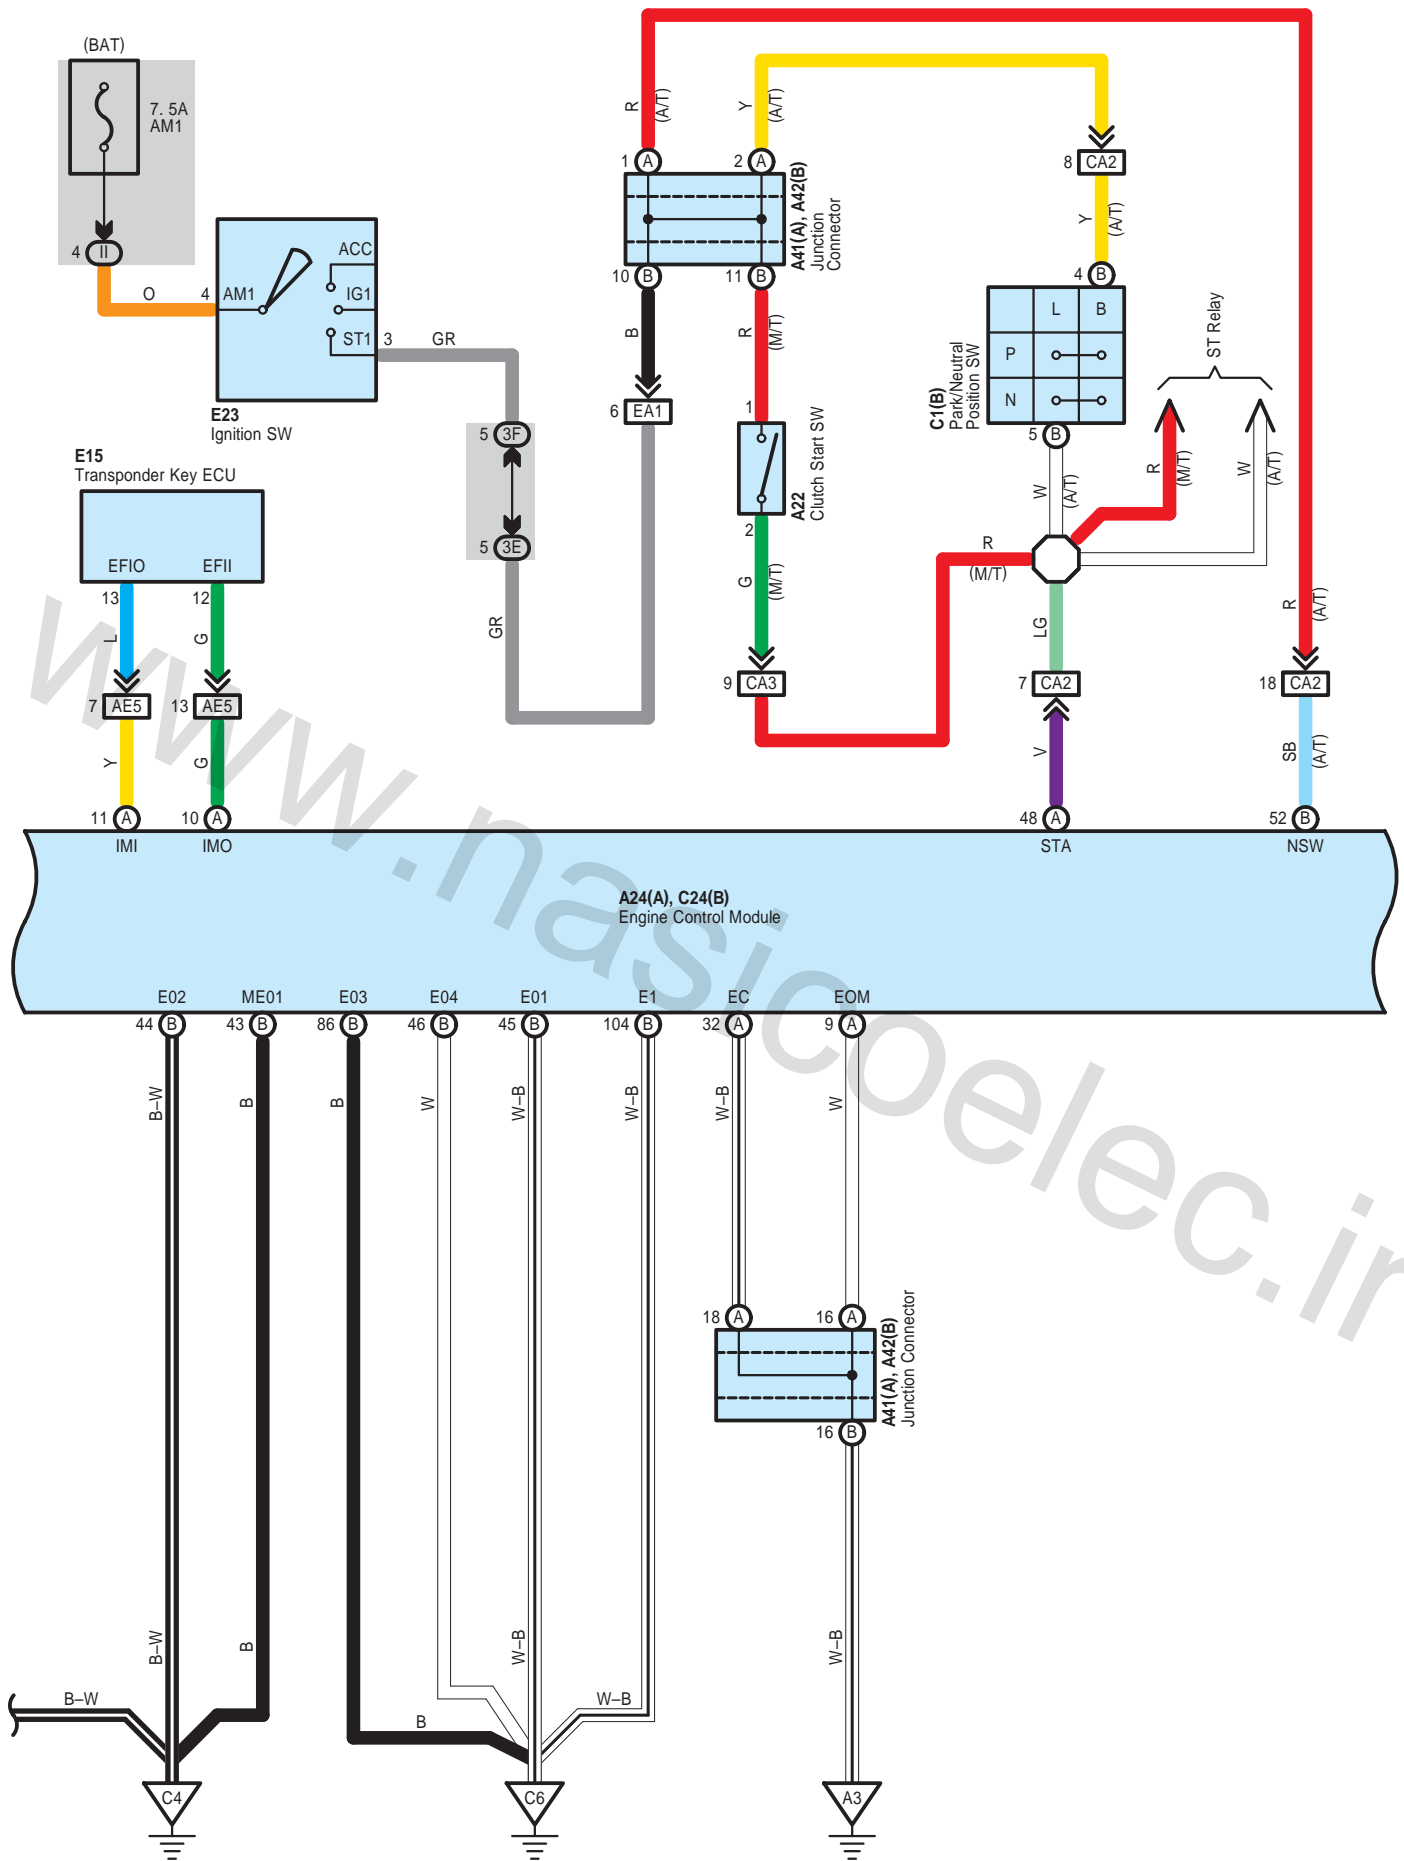 (BAT)
7. 5A
AM1
4 II
O
4
AM1
ACC
IG1
ST1
3
GR
E23
Ignition SW
5 3F
5 3E
GR
E15
Transponder Key ECU
EFIO
EFII
13
12
L
G
7 AE5
13 AE5
Y
G
11 A
10 A
IMI
IMO
R
(A/T)
Y
(A/T)
1 A
2 A
A41(A), A42(B)
Junction
Connector
10 B
11 B
B
R
(M/T)
6 EA1
1
A22
Clutch Start SW
2
G
(M/T)
9 CA3
8 CA2
Y
(A/T)
4 B
L
B
P
N
C1(B)
Park/Neutral
Position SW
5 B
W
(A/T)
ST Relay
R
(M/T)
W
(A/T)
R
(M/T)
LG
7 CA2
V
48 A
STA
R
(A/T)
18 CA2
SB
(A/T)
52 B
NSW
A24(A), C24(B)
Engine Control Module
E02
ME01
E03
E04
E01
E1
EC
EOM
44 B
43 B
86 B
46 B
45 B
104 B
32 A
9 A
B–W
B
B
W
W–B
W–B
W–B
W
18 A
16 A
A41(A), A42(B)
Junction Connector
16 B
B–W
B
W–B
W–B
B–W
B
W–B
C4
C6
A3
www.nasicoelec.ir